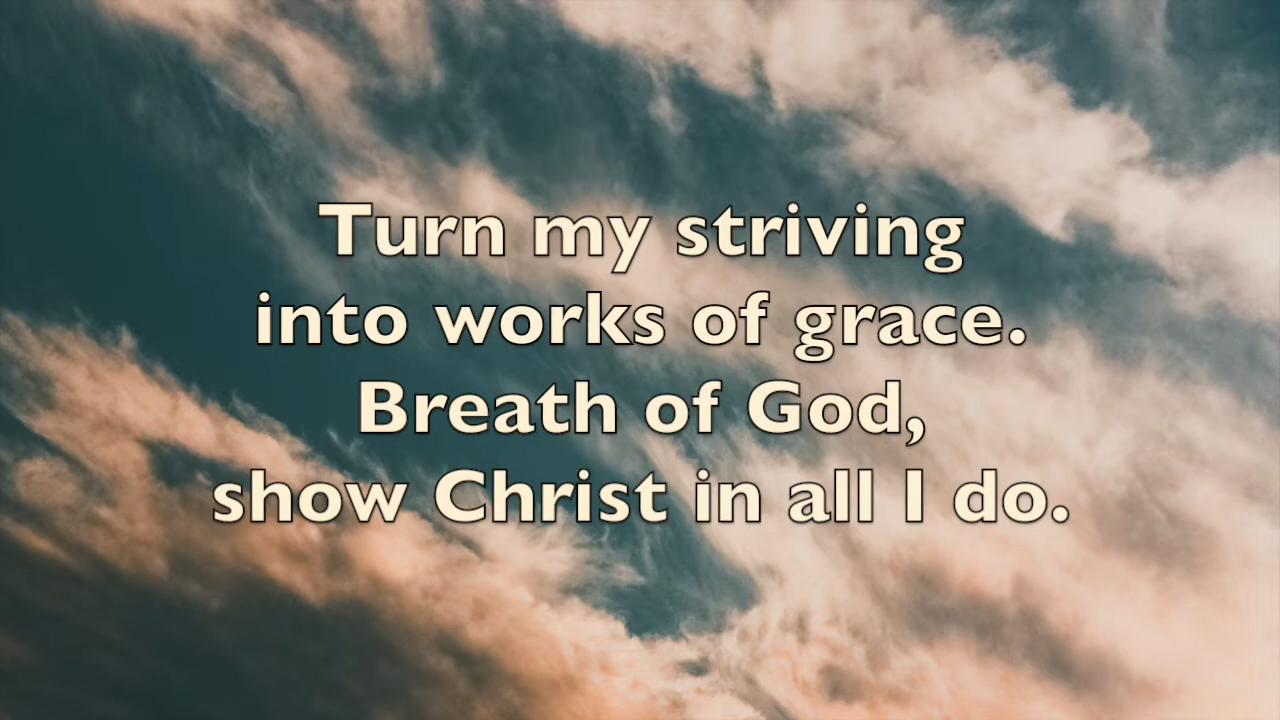 Turn my striving
into works of grace.
Breath of God,
show Christ in all I do.